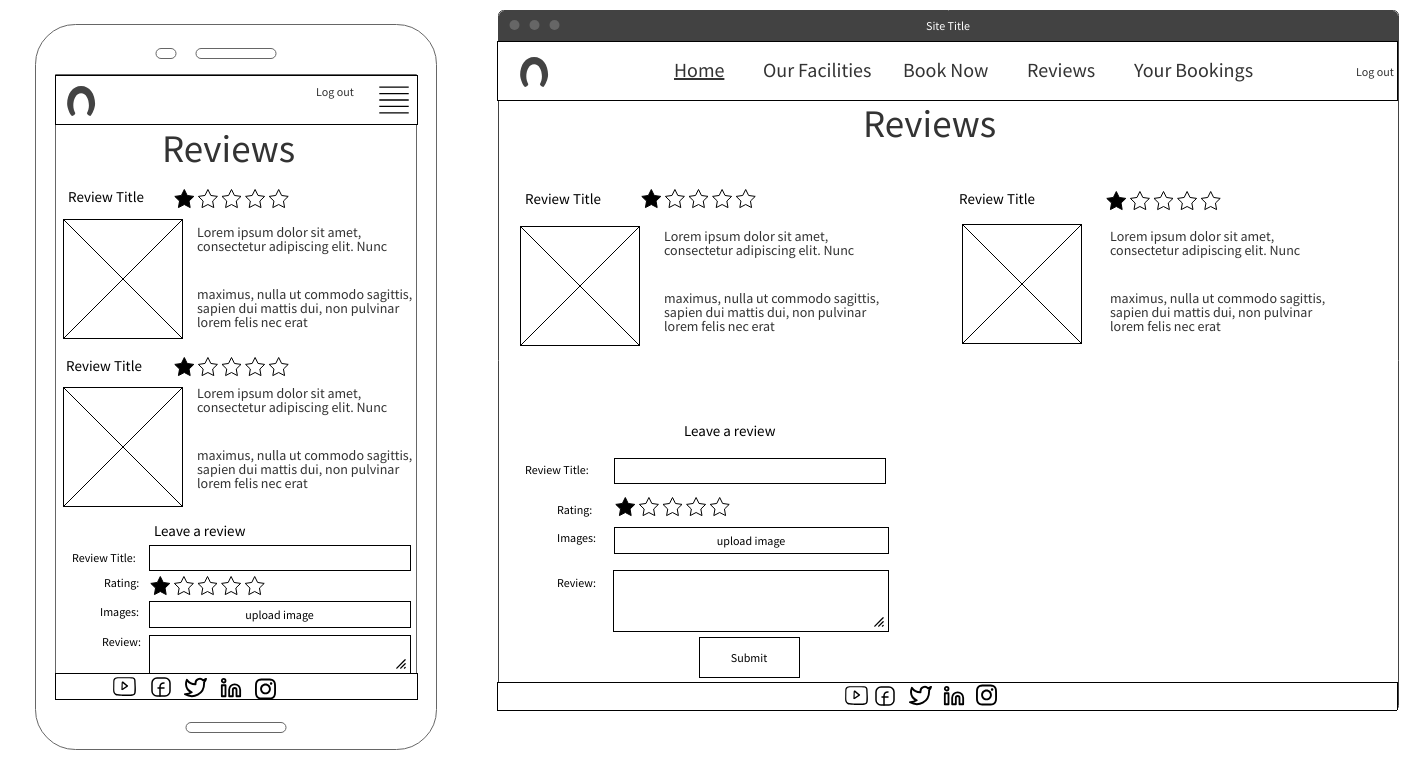 Log out
Reviews
Review Title
Lorem ipsum dolor sit amet,
consectetur adipiscing elit. Nunc
maximus, nulla ut commodo sagittis,
sapien dui mattis dui, non pulvinar
lorem felis nec erat
Review Title
Lorem ipsum dolor sit amet,
consectetur adipiscing elit. Nunc
maximus, nulla ut commodo sagittis,
sapien dui mattis dui, non pulvinar
lorem felis nec erat
Leave a review
Review Title:
Rating:
Images:
upload image
Review:
Site Title
Home
Our Facilities
Book Now
Reviews
Your Bookings
Log out
Reviews
Review Title
Lorem ipsum dolor sit amet,
consectetur adipiscing elit. Nunc
maximus, nulla ut commodo sagittis,
sapien dui mattis dui, non pulvinar
lorem felis nec erat
Review Title
Lorem ipsum dolor sit amet,
consectetur adipiscing elit. Nunc
maximus, nulla ut commodo sagittis,
sapien dui mattis dui, non pulvinar
lorem felis nec erat
Leave a review
Review Title:
Rating:
Images:
upload image
Review:
Submit